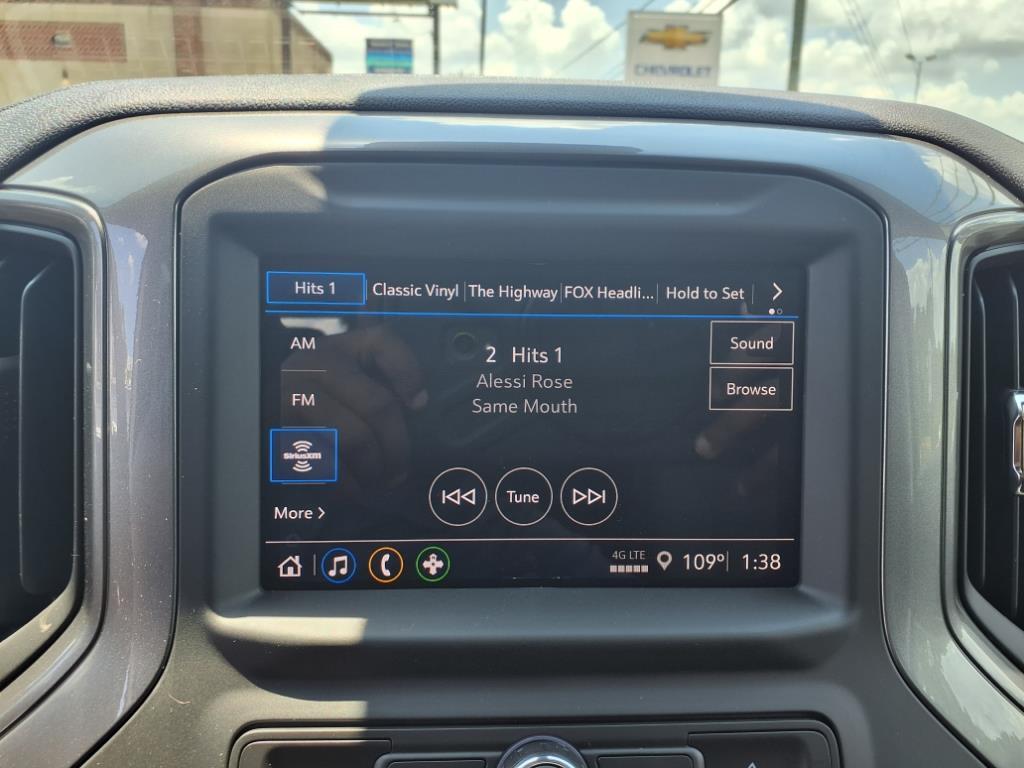 CHEVROLET
Hits 1 Classic Vinyl The Highway FOX Headli... Hold to Set
AM
FM
SiriusXM
More
2 Hits 1
Alessi Rose
Same Mouth
Sound
Browse
Tune
4G LTE
109° 1:38